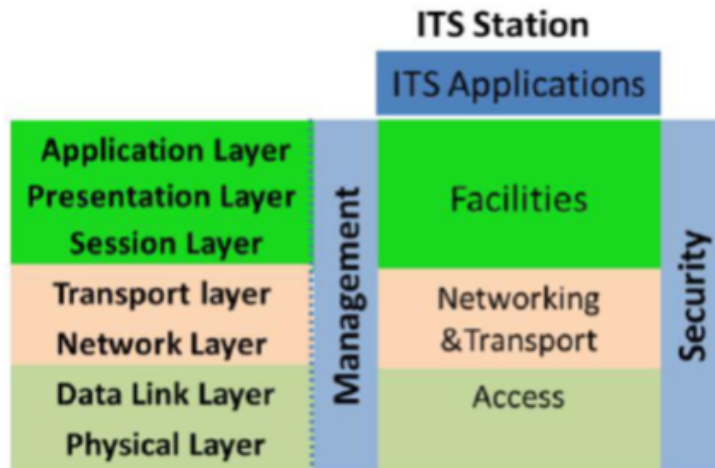 ITS Station
ITS Applications
Application Layer
Presentation Layer
Session Layer
Transport layer
Network Layer
Data Link Layer
Physical Layer
Management
Facilities
Networking
&Transport
Access
Security